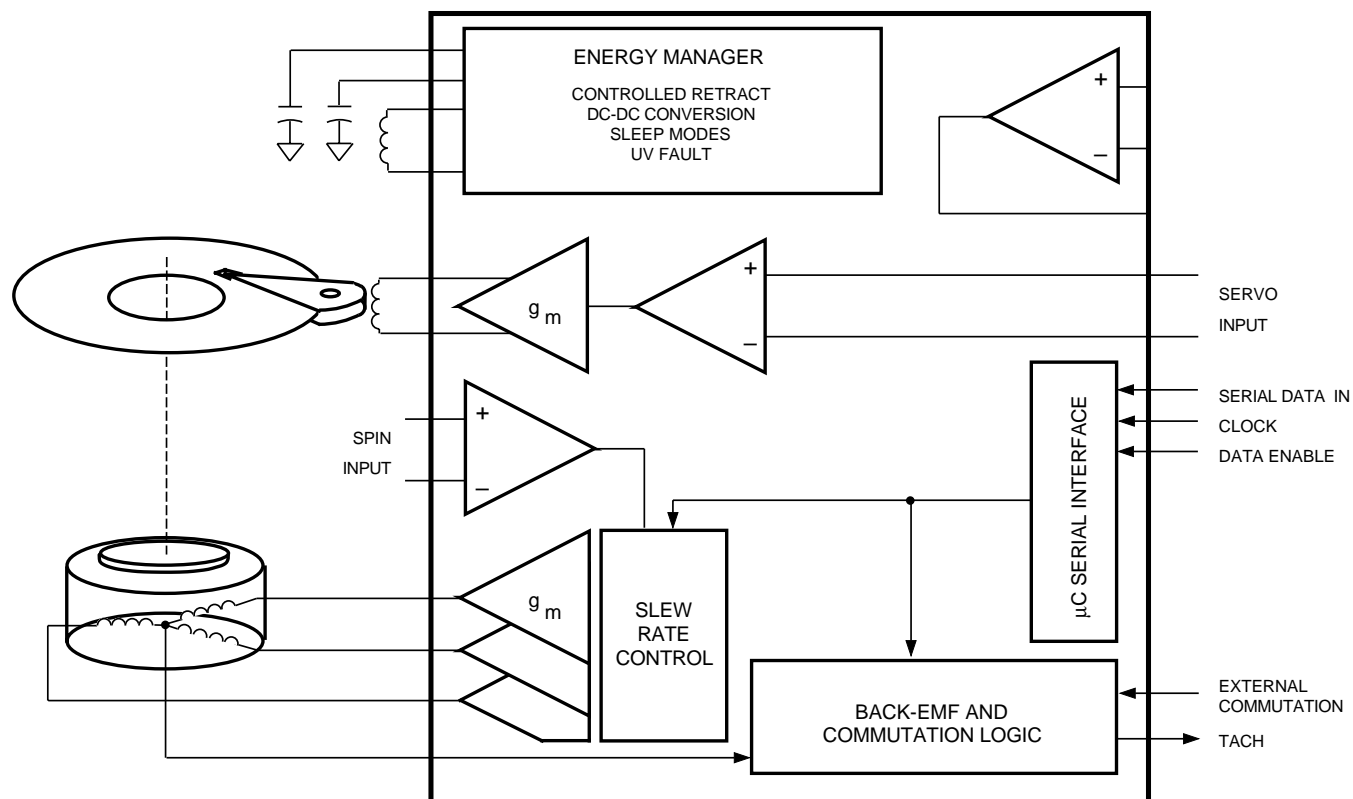 ENERGY MANAGER
CONTROLLED RETRACT
DC-DC CONVERSION
SLEEP MODES
UV FAULT
+
–
g m
+
–
SERVO
INPUT
SPIN
INPUT
+
–
µC SERIAL INTERFACE
SERIAL DATA IN
CLOCK
DATA ENABLE
g m
SLEW
RATE
CONTROL
BACK-EMF AND
COMMUTATION LOGIC
EXTERNAL
COMMUTATION
TACH